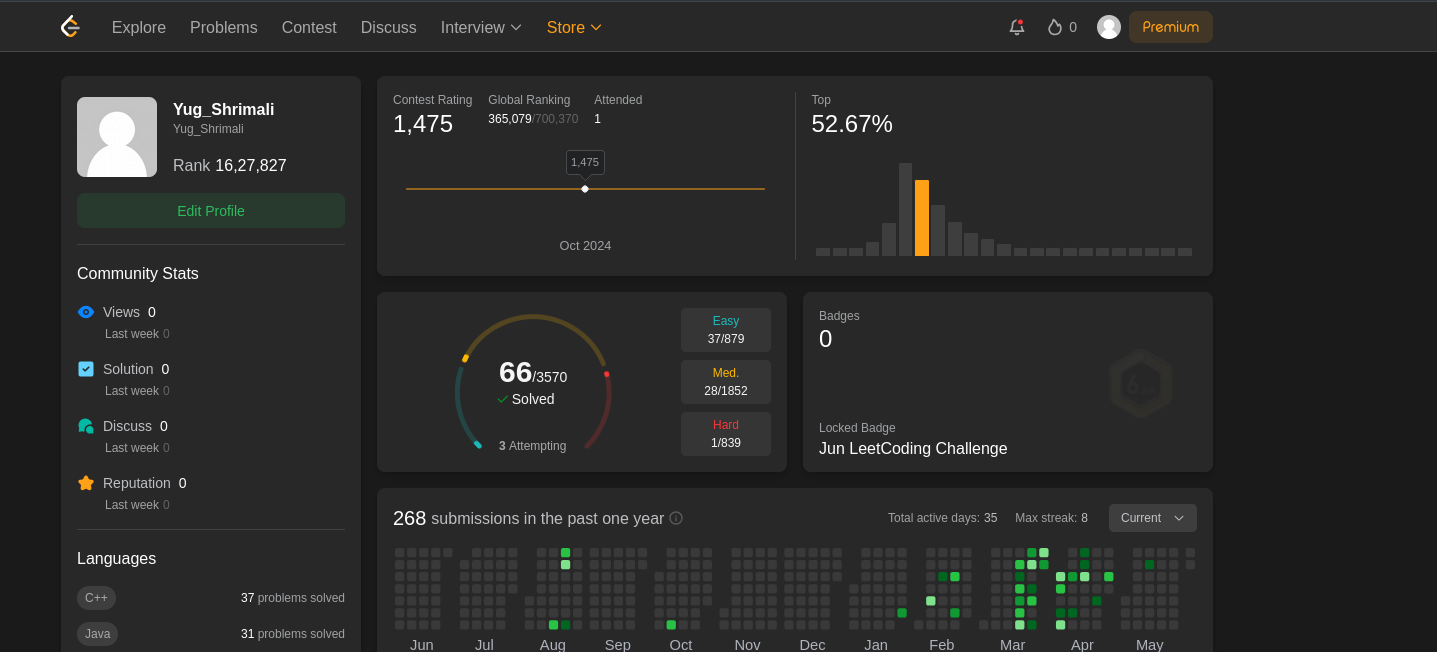 Explore Problems Contest Discuss Interview Store 0 Premium
Yug_Shrimali
Yug_Shrimali
Rank 16,27,827
Edit Profile
Community Stats
Views 0
Last week 0
Solution 0
Last week 0
Discuss 0
Last week 0
Reputation 0
Last week 0
Languages
C++ 37 problems solved
Java 31 problems solved
Contest Rating Global Ranking Attended
1,475 365,079/700,370 1
1,475
Oct 2024
Top
52.67%
66/3570
Solved
3 Attempting
Easy
37/879
Med.
28/1852
Hard
1/839
Badges
0
Locked Badge
Jun LeetCoding Challenge
268 submissions in the past one year Total active days: 35 Max streak: 8 Current
Jun Jul Aug Sep Oct Nov Dec Jan Feb Mar Apr May